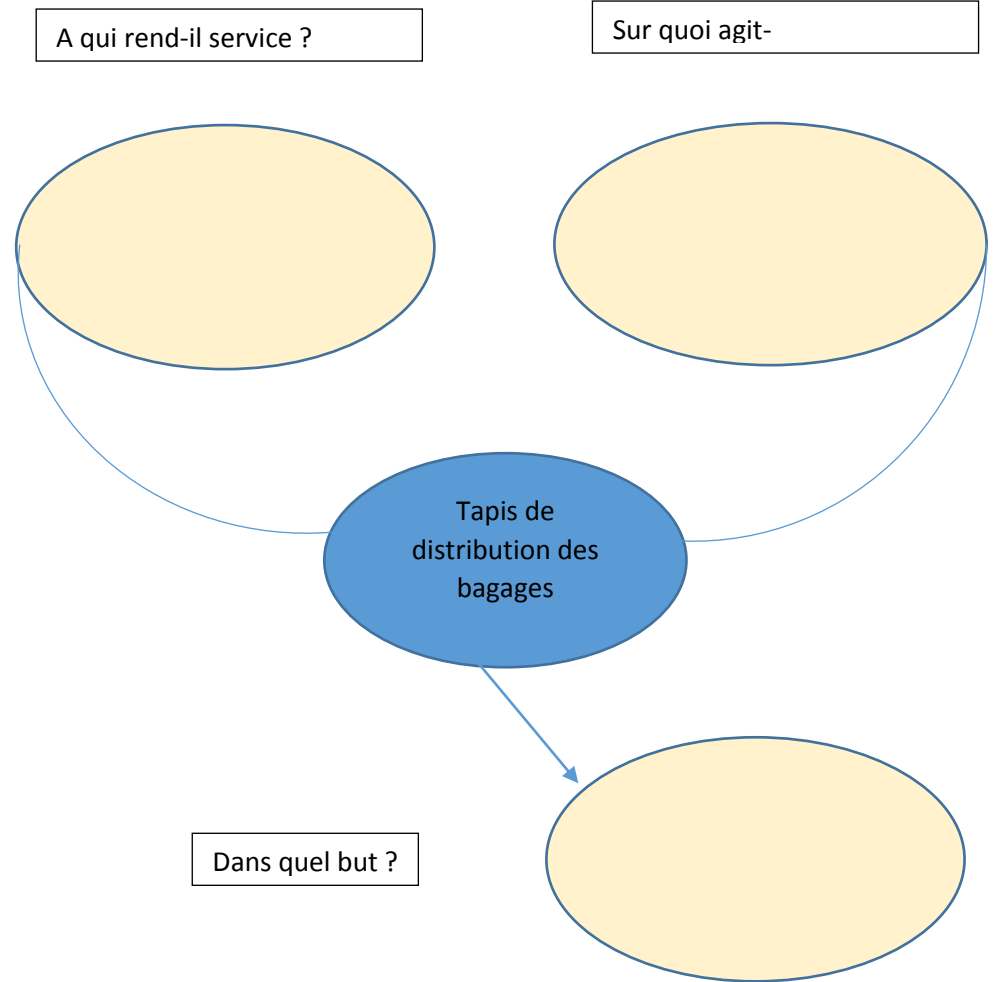 A qui rend-il service ?
Sur quoi agit-
Tapis de
distribution des
bagages
Dans quel but ?